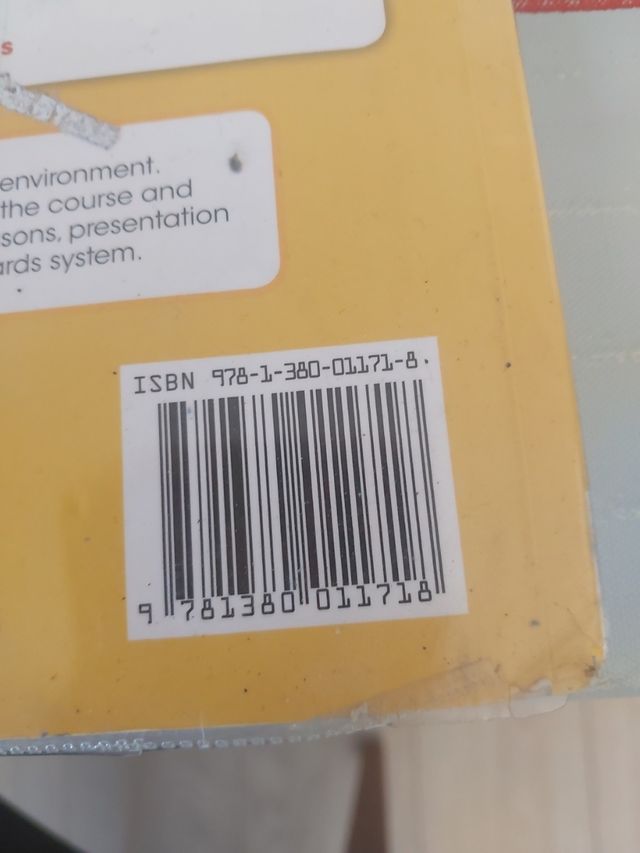 s
environment.
the course and
sons, presentation
ards system.
ISBN 978-1-380-01171-8.
9 781380 011718